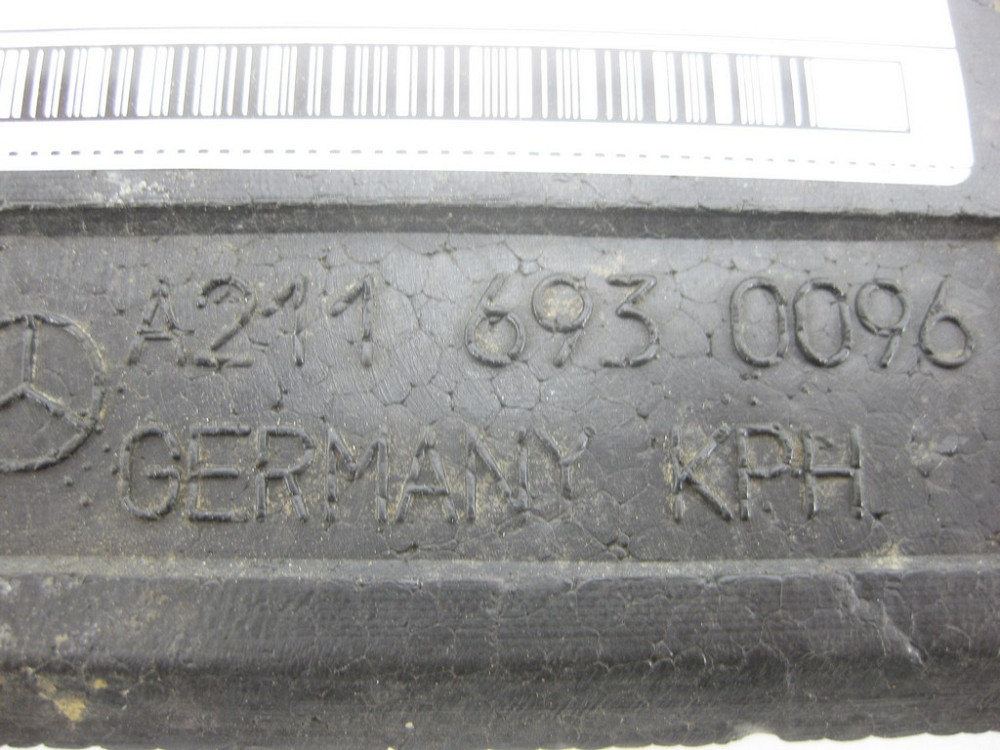 A211 693 0096
GERMANY KPH